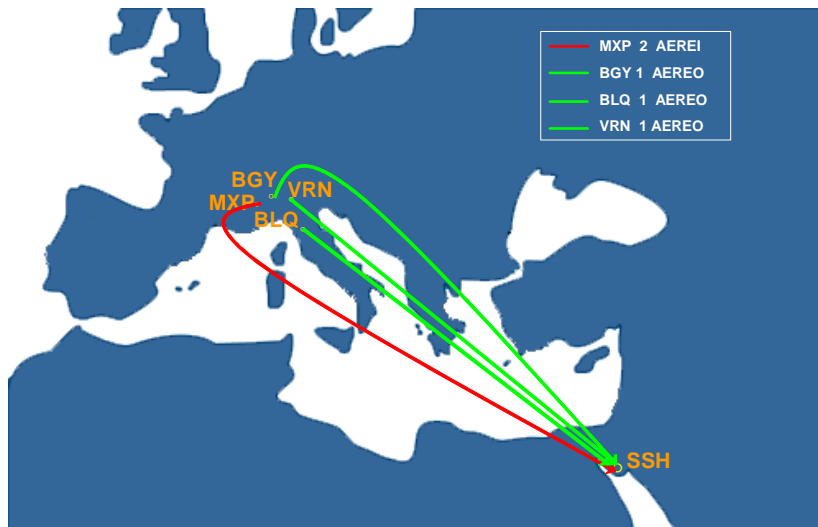 MXP 2 AEREI
BGY 1 AEREO
BLQ 1 AEREO
VRN 1 AEREO
BGY
VRN
MXP
BLQ
SSH